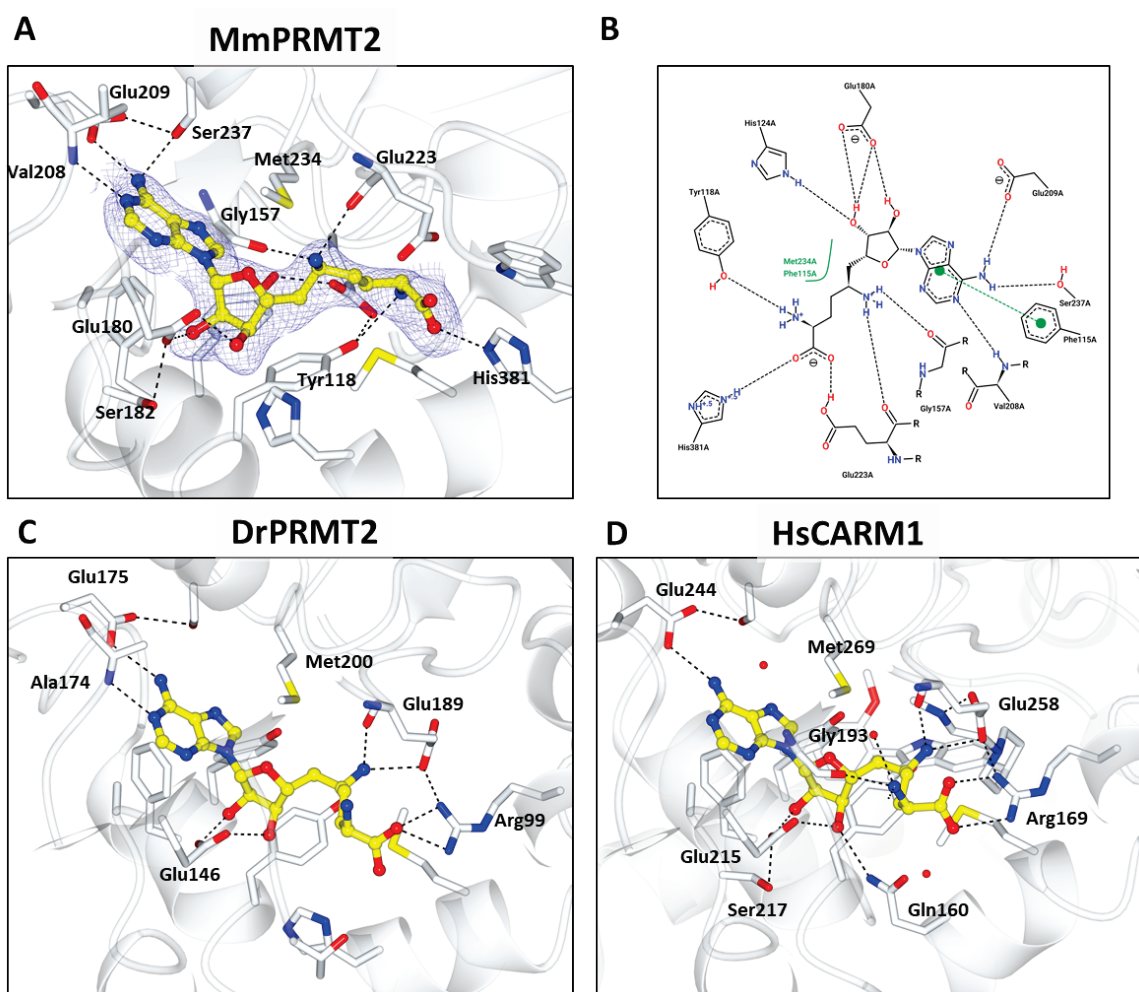 A
MmPRMT2
Glu209
Ser237
Val208
Met234
Glu223
Gly157
Glu180
Tyr118
His381
Ser182
B
Glu180A
His124A
Tyr118A
Glu209A
Met234A
Phe115A
Ser237A
Phe115A
Gly157A
Val208A
His381A
Glu223A
C
DrPRMT2
Glu175
Ala174
Met200
Glu189
Arg99
Glu146
D
HsCARM1
Glu244
Met269
Glu258
Gly193
Arg169
Glu215
Ser217
Gln160